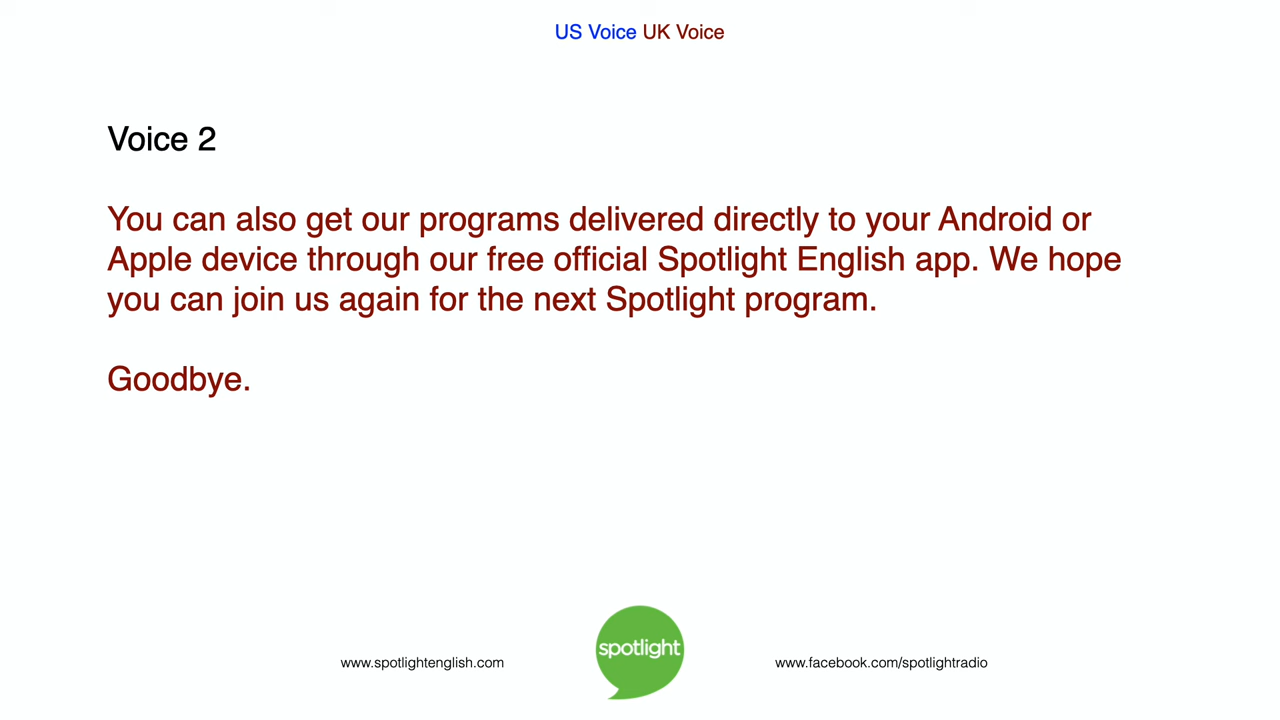 US Voice UK Voice
Voice 2
You can also get our programs delivered directly to your Android or
Apple device through our free official Spotlight English app. We hope
you can join us again for the next Spotlight program.
Goodbye.
www.spotlightenglish.com
spotlight
www.facebook.com/spotlightradio